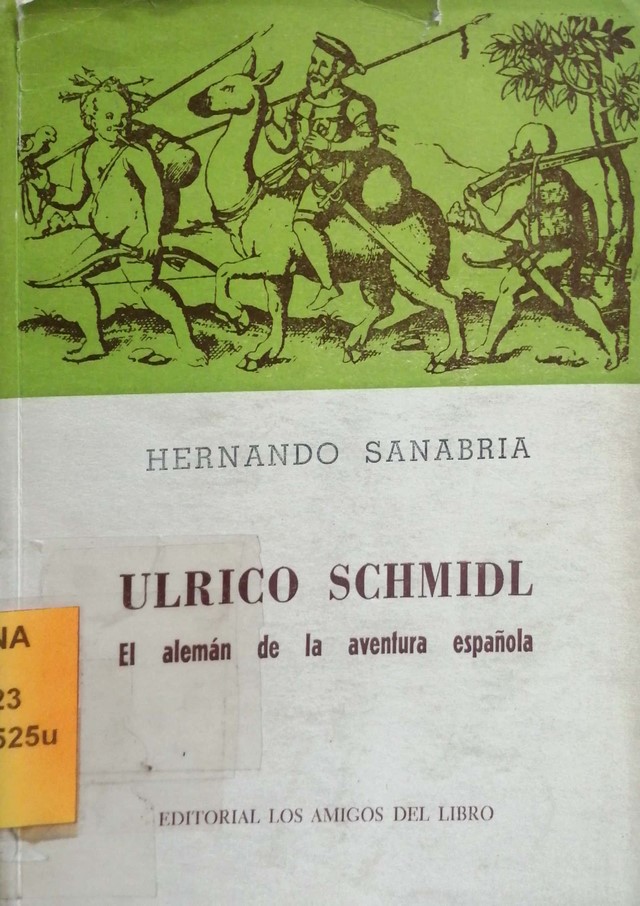 HERNANDO SANABRIA
ULRICO SCHMIDL
El alemán de la aventura española
NA
23
525u
EDITORIAL LOS AMIGOS DEL LIBRO